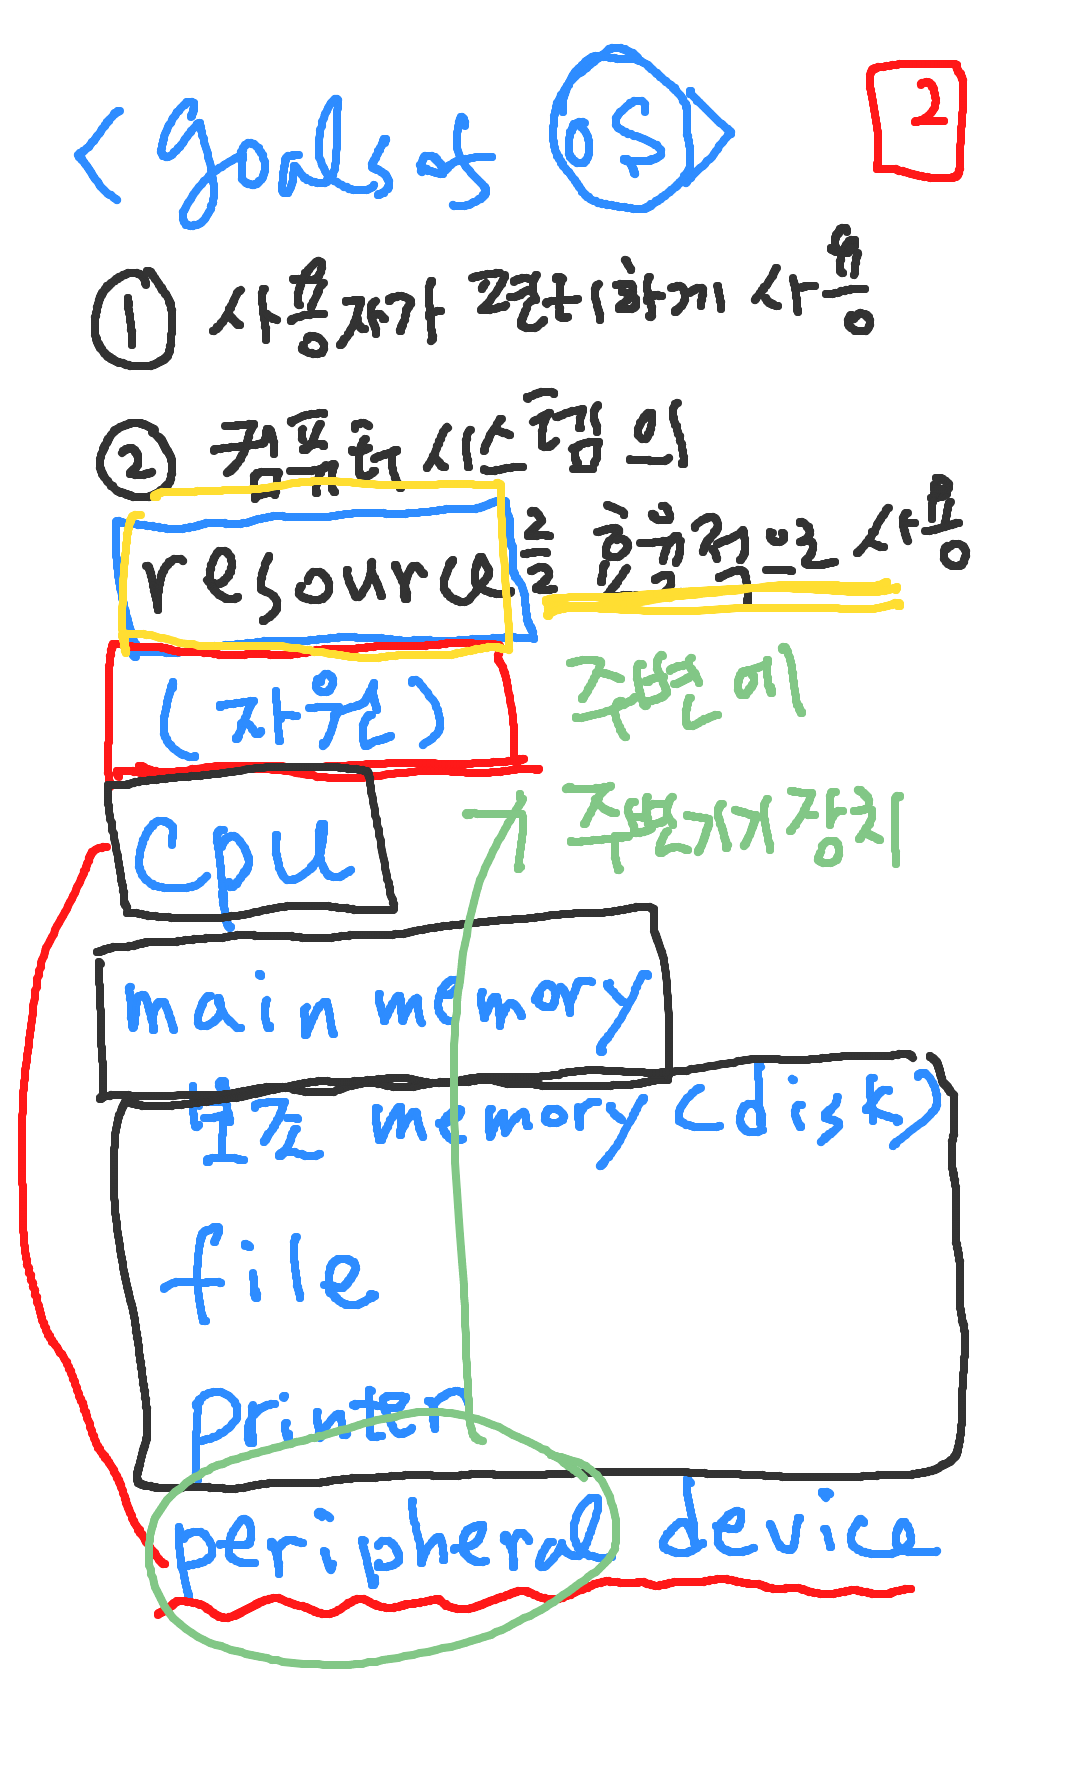 <Goals of OS>
2
① 사용자가 편하게 사용
② 컴퓨터 시스템의
resource를 효율적으로 사용
(자원)
주변에
cpu
주변기기장치
main memory
보조 memory (disk)
file
printer
peripheral device